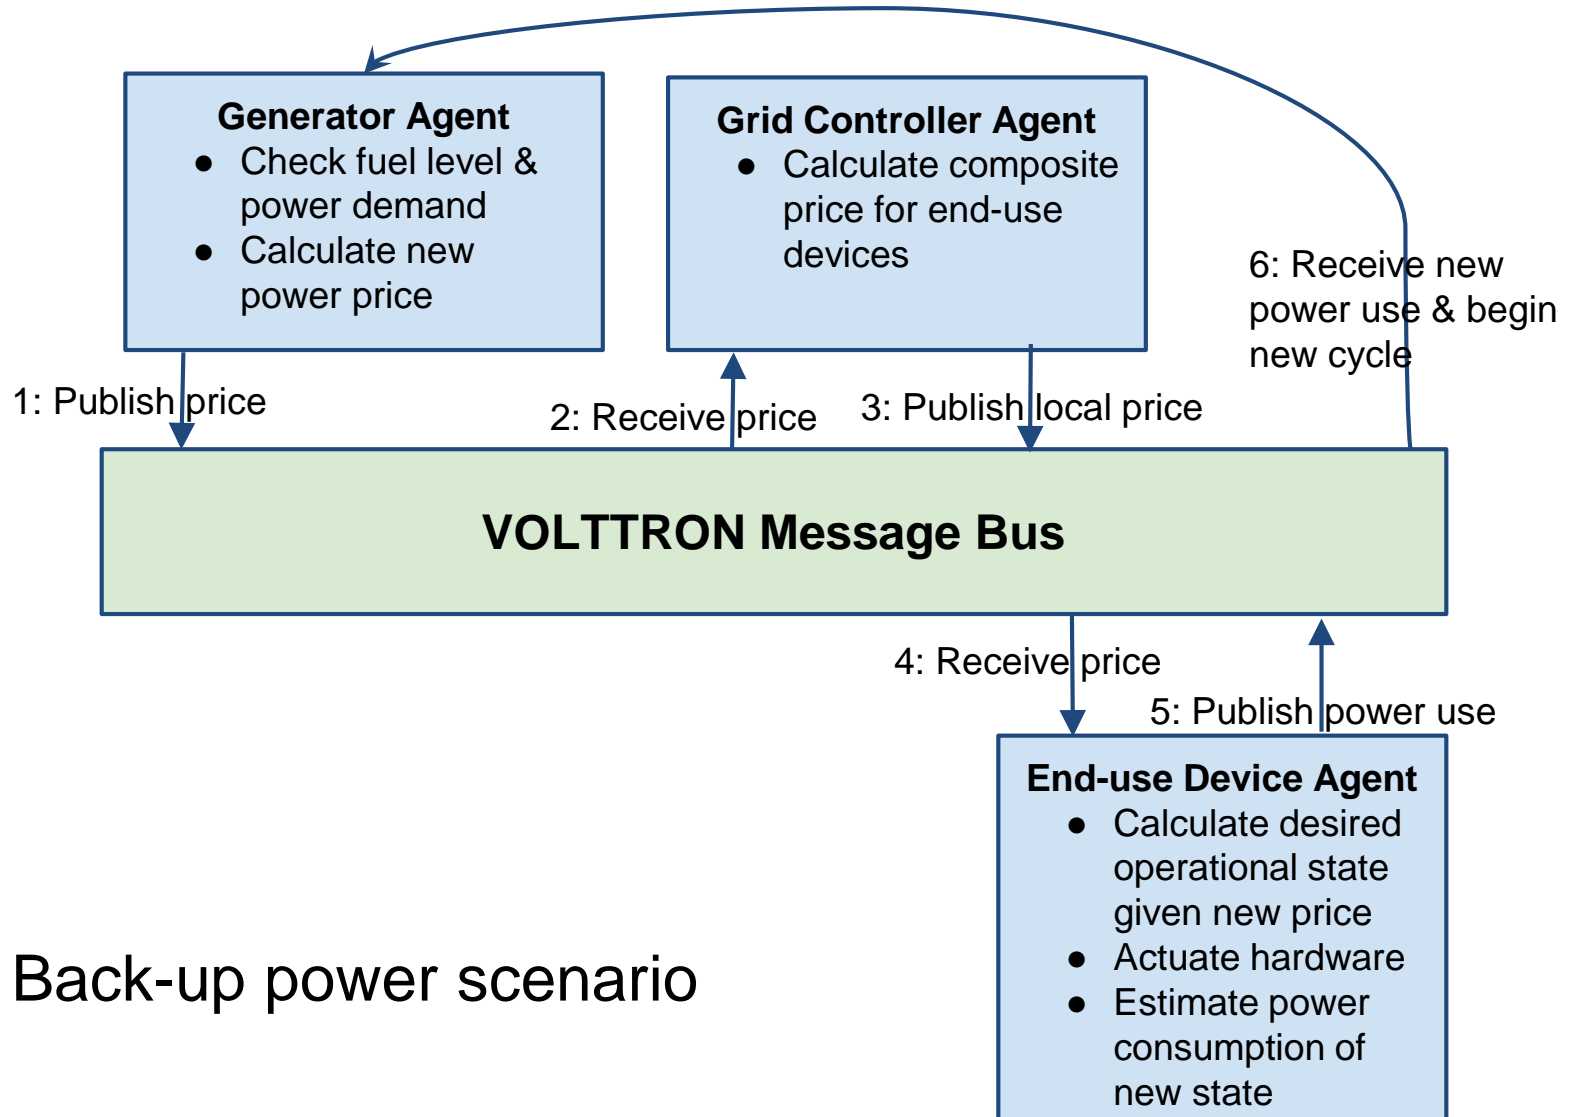 Generator Agent
● Check fuel level &
power demand
● Calculate new
power price
Grid Controller Agent
● Calculate composite
price for end-use
devices
6: Receive new
power use & begin
new cycle
1: Publish price
2: Receive price
3: Publish local price
VOLTTRON Message Bus
4: Receive price
5: Publish power use
End-use Device Agent
● Calculate desired
operational state
given new price
● Actuate hardware
● Estimate power
consumption of
new state
Back-up power scenario